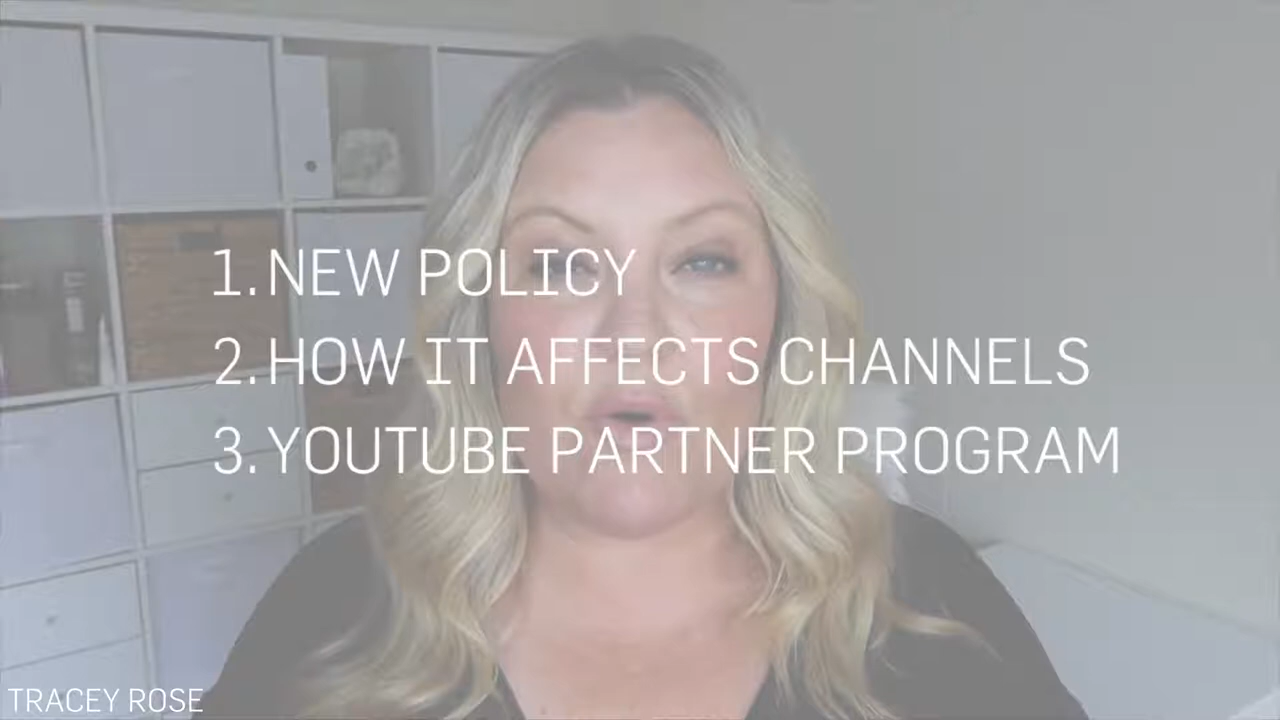 1. NEW POLICY
2. HOW IT AFFECTS CHANNELS
3. YOUTUBE PARTNER PROGRAM
TRACEY ROSE